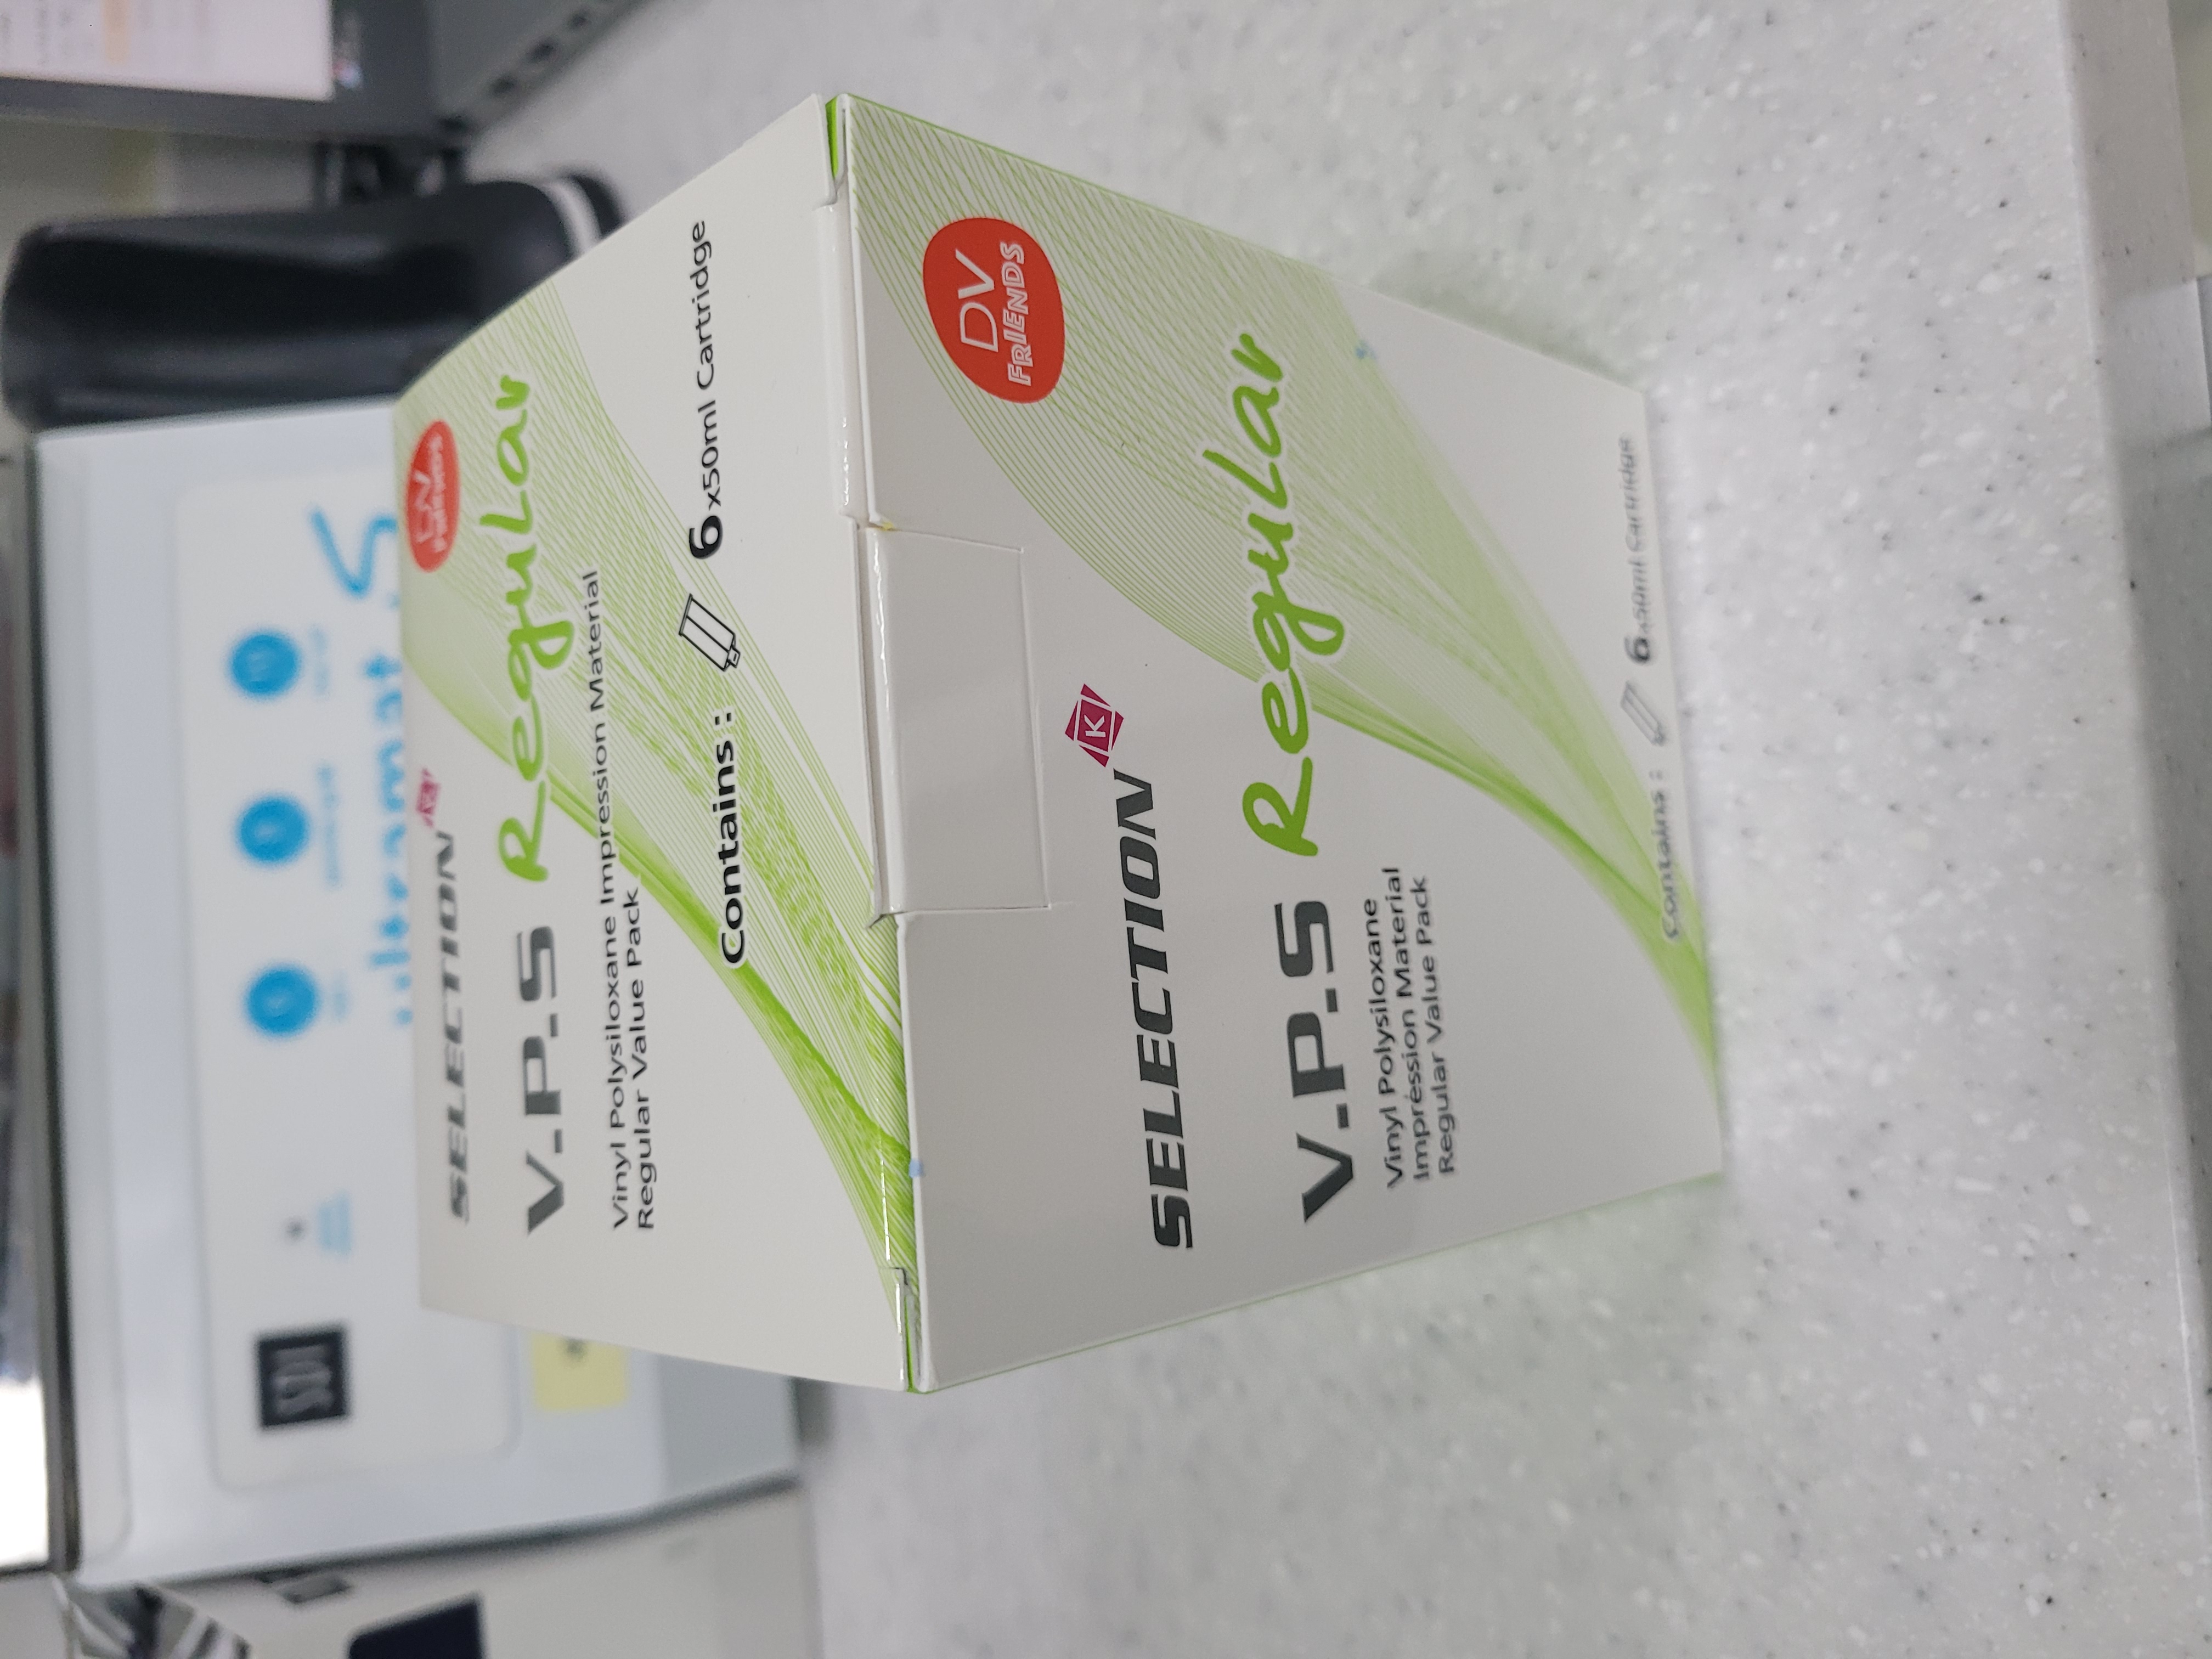 SDI
ultramat S
SELECTION K
DV
FRIENDS
V.P.S Regular
Vinyl Polysiloxane Impression Material
Regular Value Pack
Contains : 6x50ml Cartridge
DV
FRIENDS
SELECTION K
V.P.S Regular
Vinyl Polysiloxane
Impression Material
Regular Value Pack
Contains : 6x50ml Cartridge